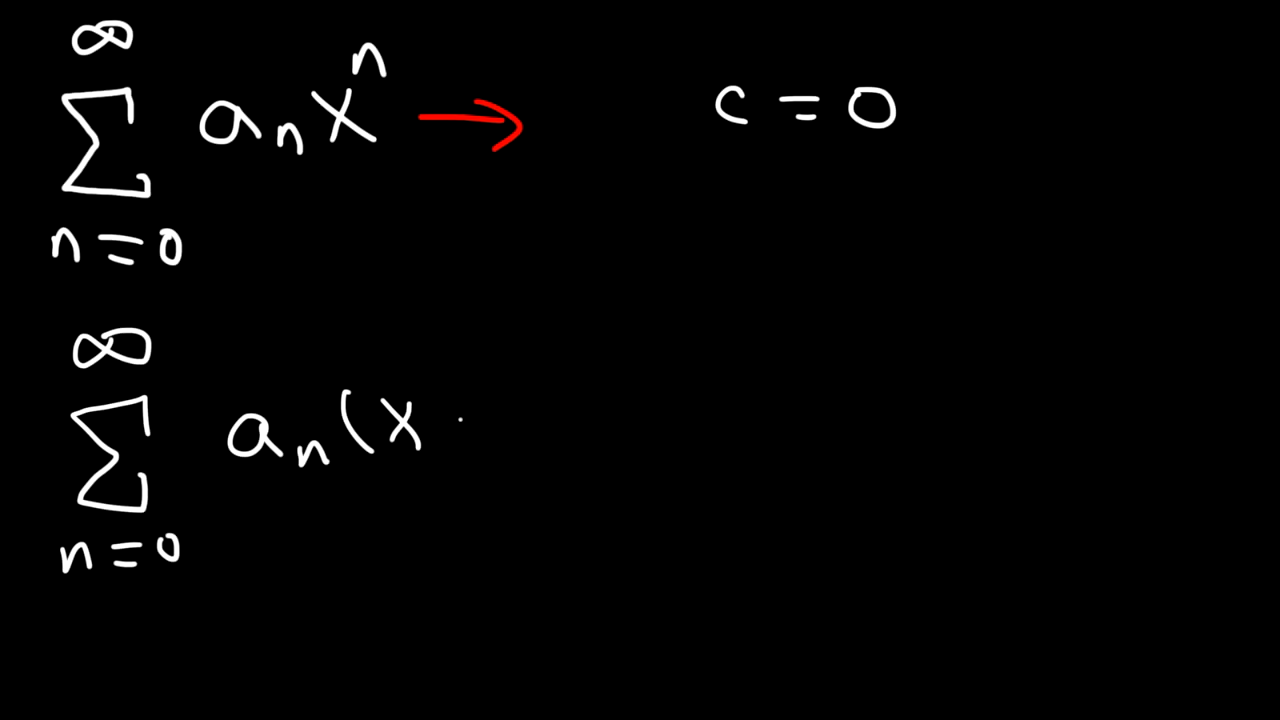 ∞
∑ aₙxⁿ → c = 0
n = 0
∞
∑ aₙ(x
n = 0